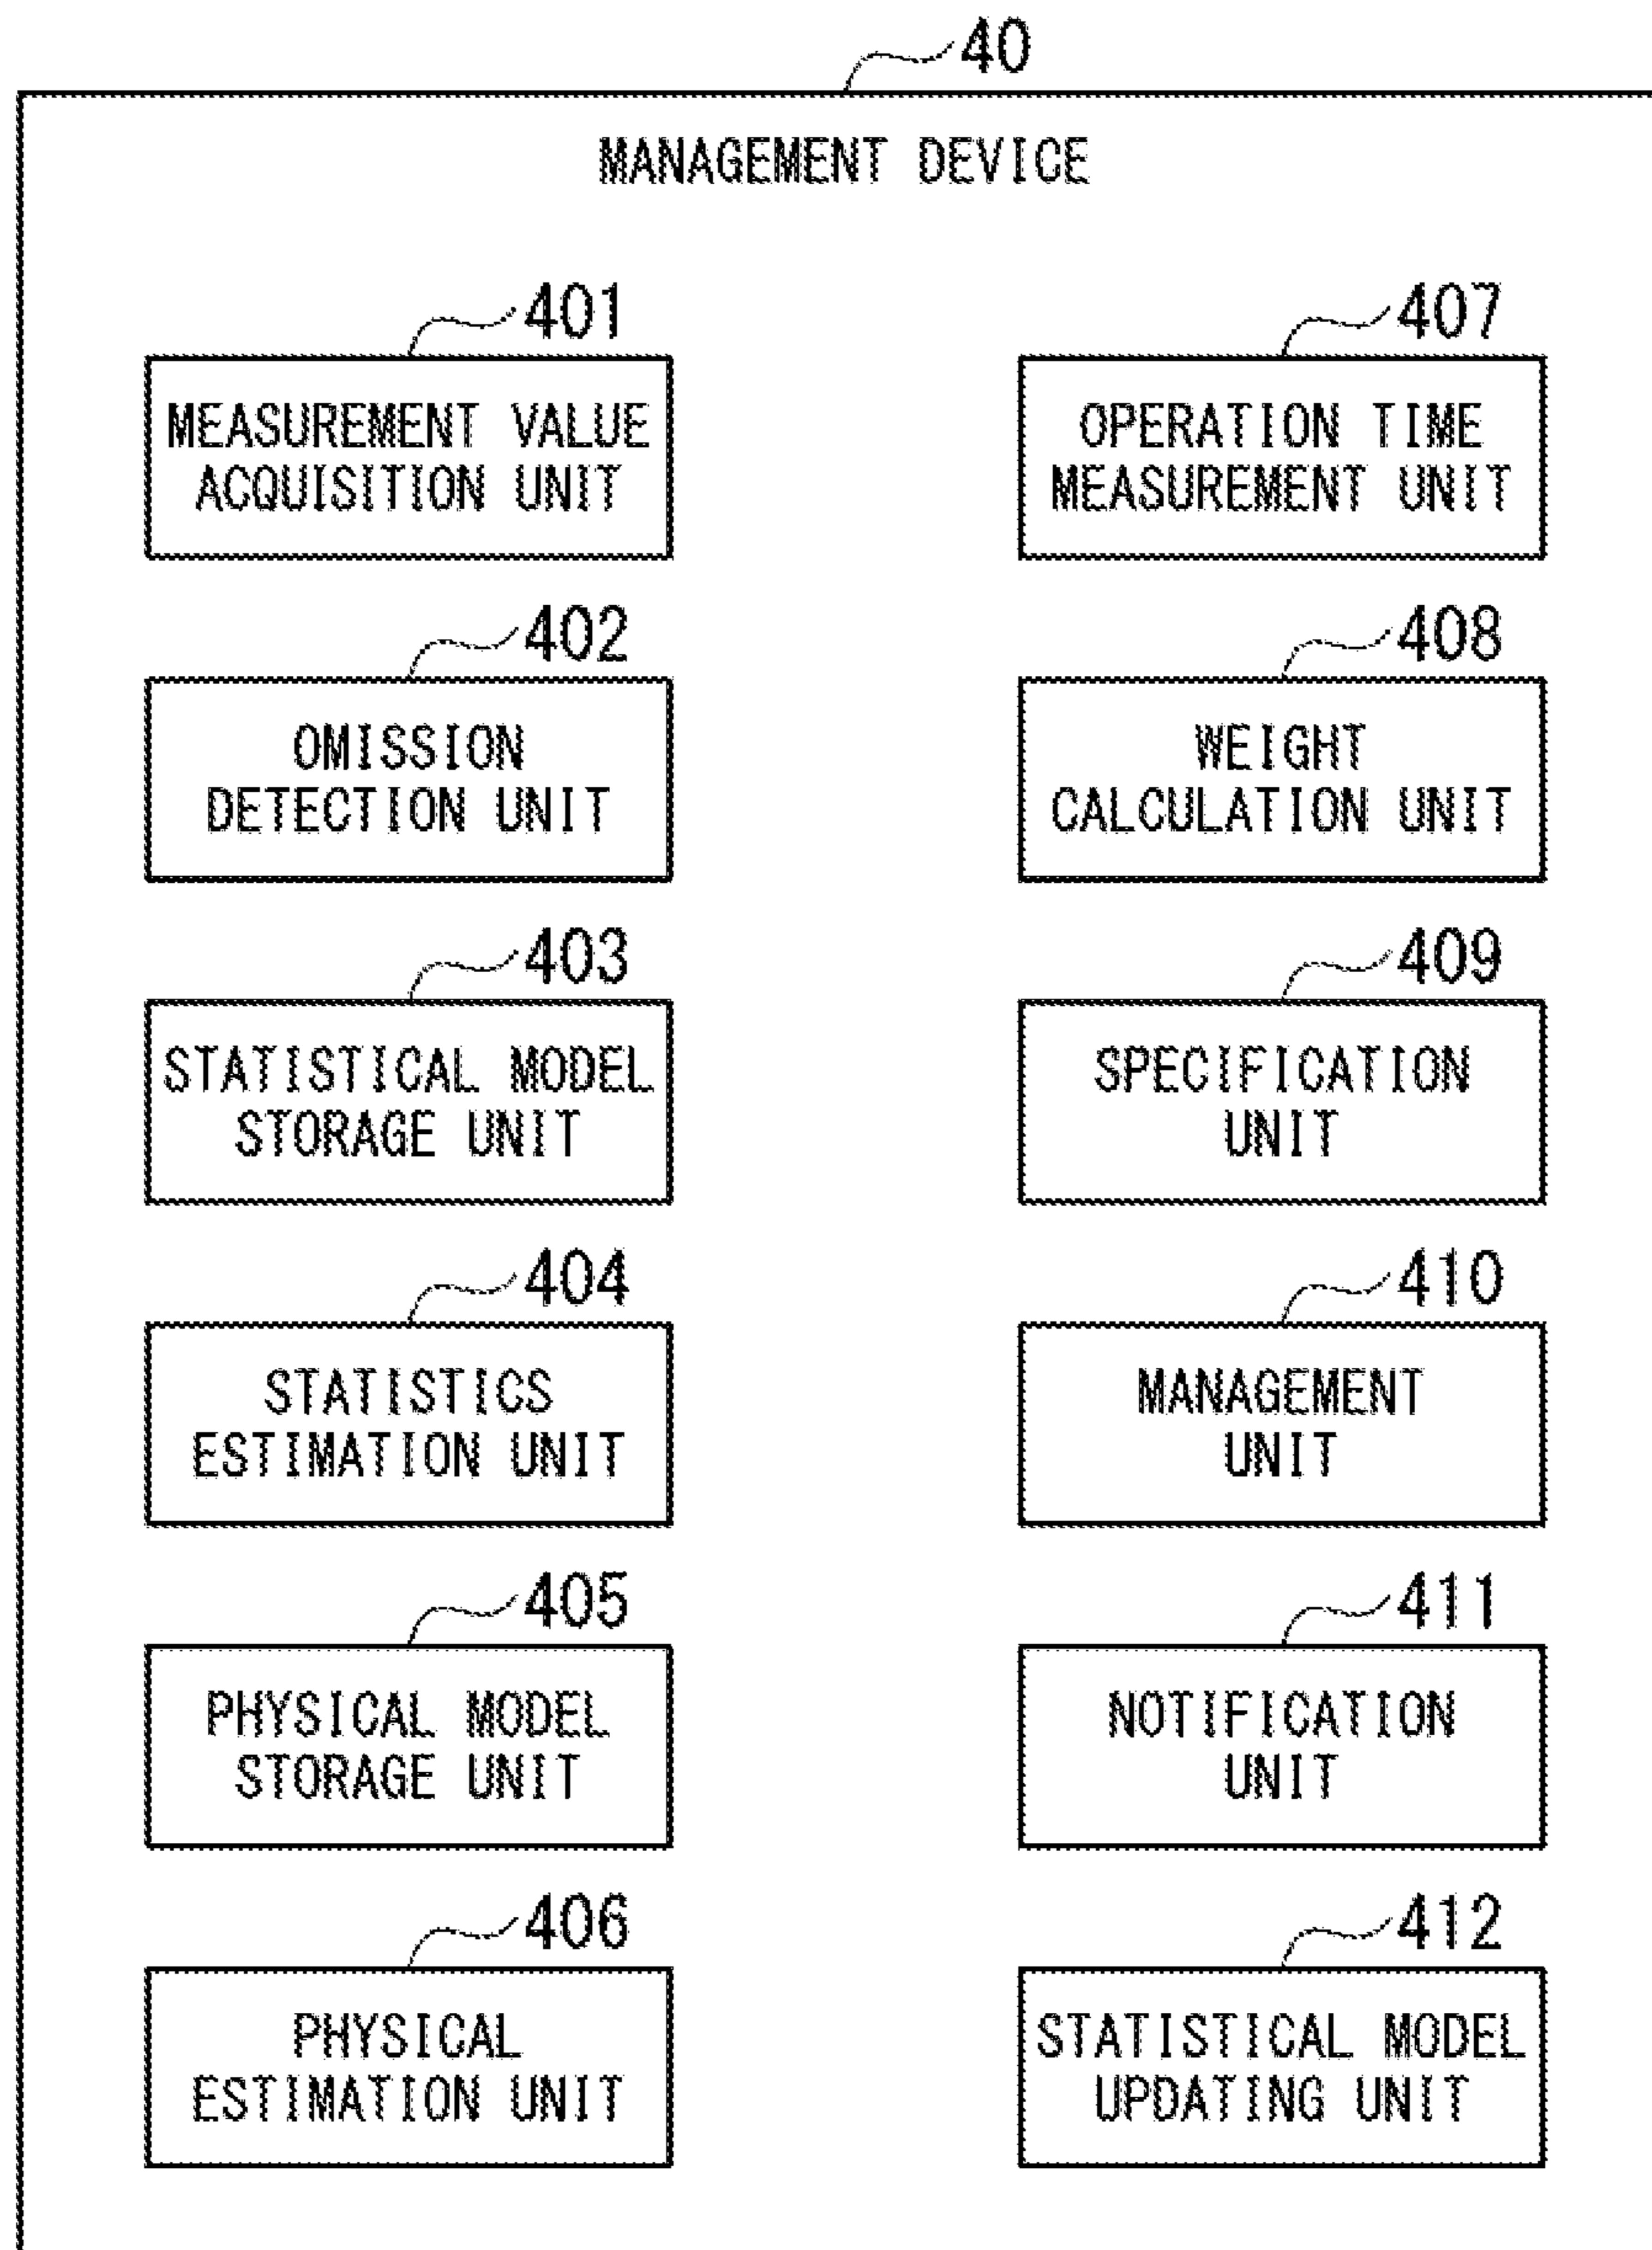 40
MANAGEMENT DEVICE
401
MEASUREMENT VALUE
ACQUISITION UNIT
402
OMISSION
DETECTION UNIT
403
STATISTICAL MODEL
STORAGE UNIT
404
STATISTICS
ESTIMATION UNIT
405
PHYSICAL MODEL
STORAGE UNIT
406
PHYSICAL
ESTIMATION UNIT
407
OPERATION TIME
MEASUREMENT UNIT
408
WEIGHT
CALCULATION UNIT
409
SPECIFICATION
UNIT
410
MANAGEMENT
UNIT
411
NOTIFICATION
UNIT
412
STATISTICAL MODEL
UPDATING UNIT